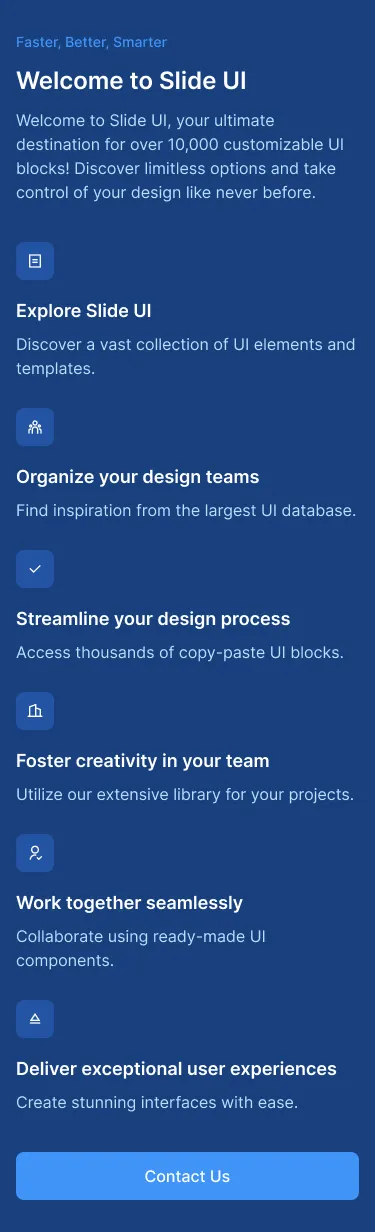 Faster, Better, Smarter
Welcome to Slide UI
Welcome to Slide UI, your ultimate
destination for over 10,000 customizable UI
blocks! Discover limitless options and take
control of your design like never before.
Explore Slide UI
Discover a vast collection of UI elements and
templates.
Organize your design teams
Find inspiration from the largest UI database.
Streamline your design process
Access thousands of copy-paste UI blocks.
Foster creativity in your team
Utilize our extensive library for your projects.
Work together seamlessly
Collaborate using ready-made UI
components.
Deliver exceptional user experiences
Create stunning interfaces with ease.
Contact Us